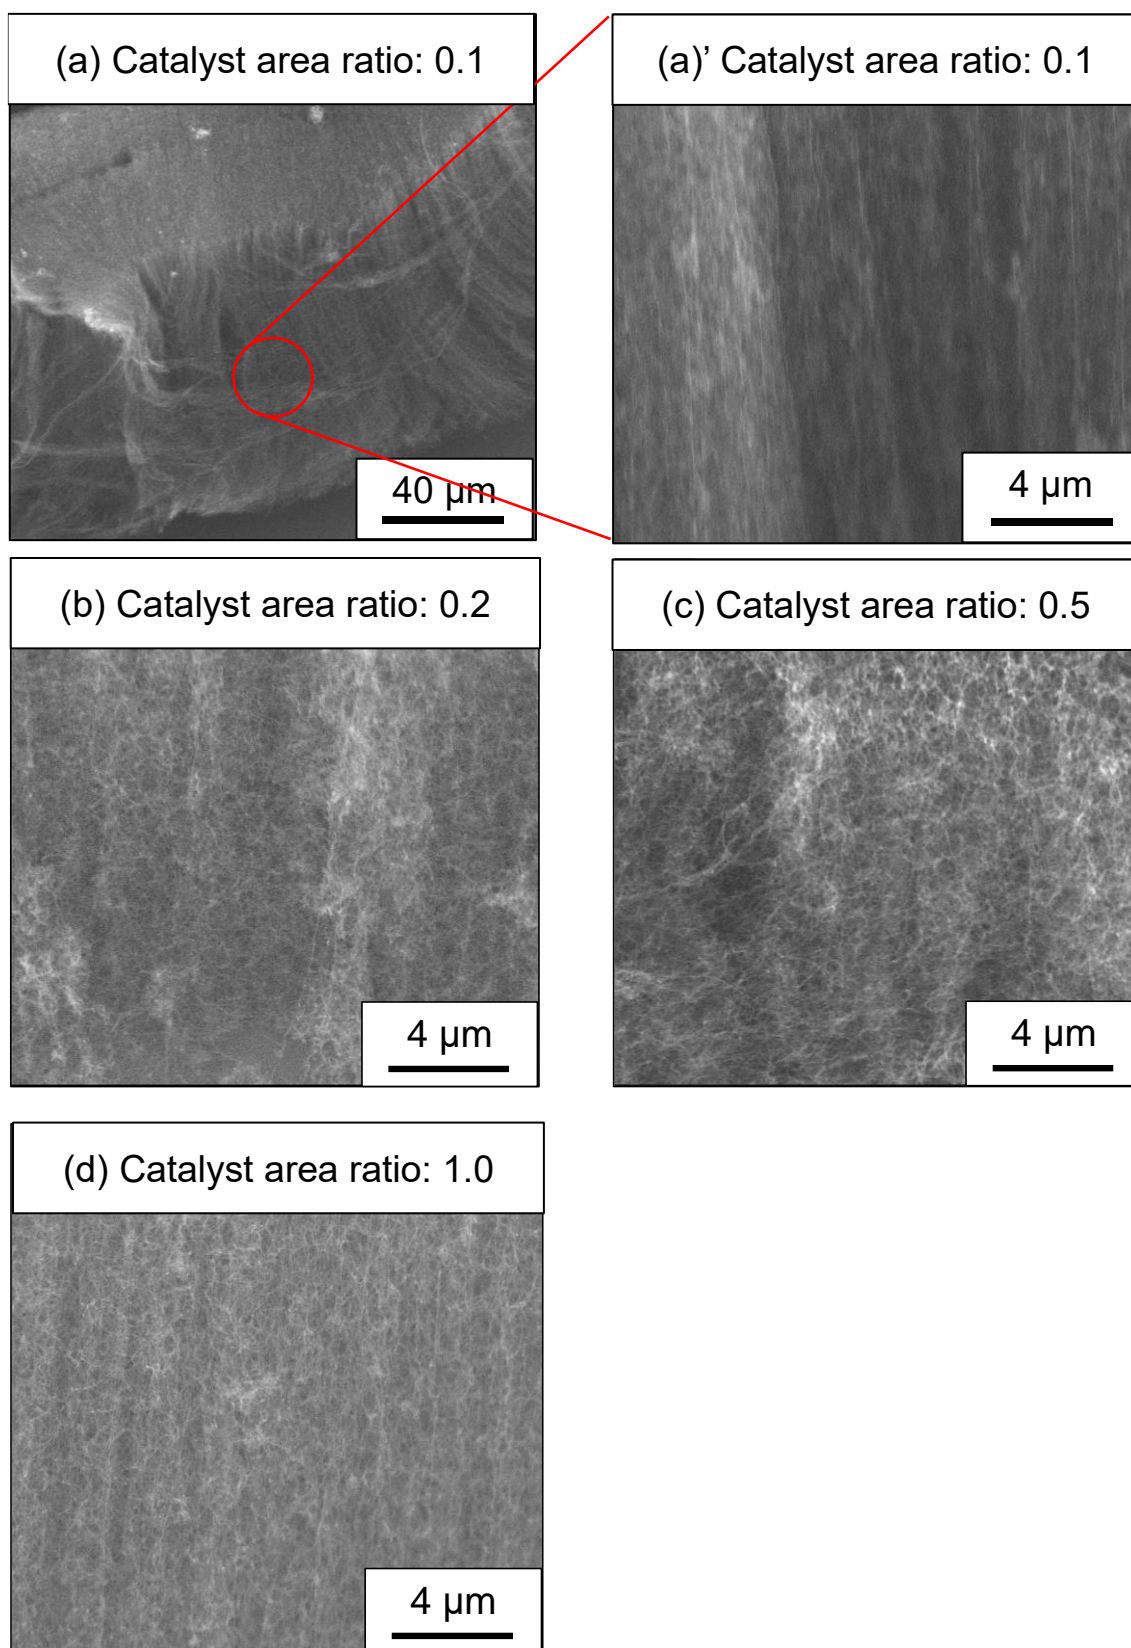 (a) Catalyst area ratio: 0.1
(a)’ Catalyst area ratio: 0.1
40 μm
4 μm
(b) Catalyst area ratio: 0.2
(c) Catalyst area ratio: 0.5
4 μm
4 μm
(d) Catalyst area ratio: 1.0
4 μm